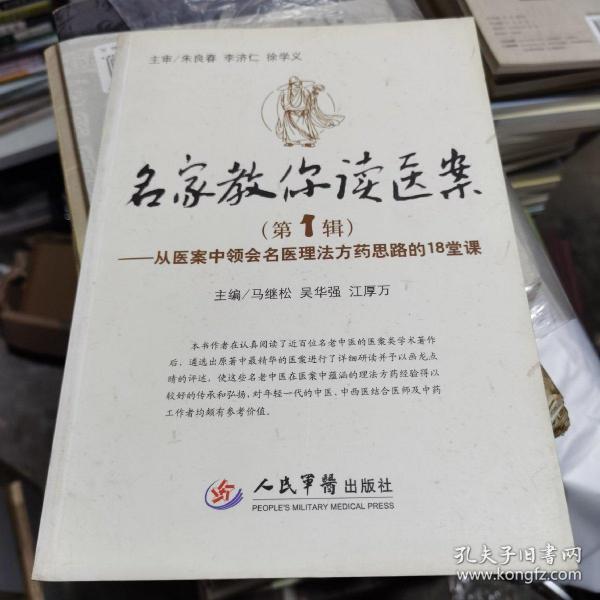 主审/朱良春 李济仁 徐学义
名家教你读医案
（第1辑）
——从医案中领会名医理法方药思路的18堂课
主编/马继松 吴华强 江厚万
本书作者在认真阅读了近百位名老中医的医案类学术著作
后，遴选出原著中最精华的医案进行了详细研读并予以画龙点
睛的评述，使这些名老中医在医案中蕴涵的理法方药经验得以
较好的传承和弘扬，对年轻一代的中医、中西医结合医师及中药
工作者均颇有参考价值。
人民军醫出版社
PEOPLE'S MILITARY MEDICAL PRESS
孔夫子旧书网
www.kongfz.com